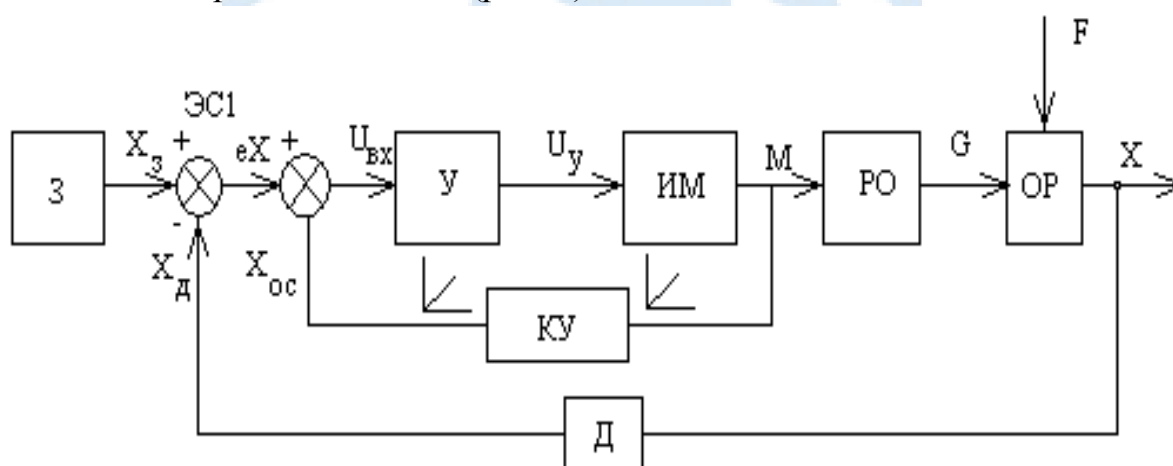 F
ЭС1
X з + eX + U вх U у M G X
З У ИМ РО ОР
-
X д X ос
КУ
Д